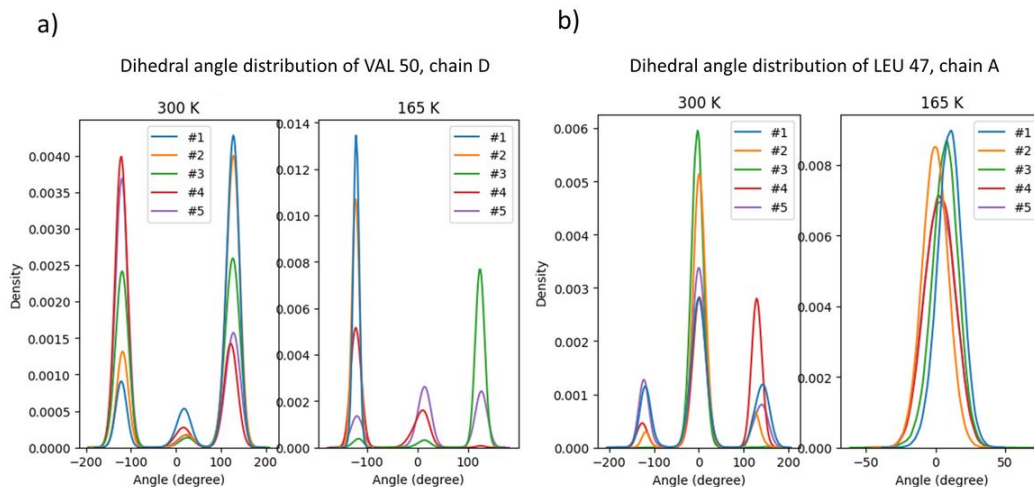 a)
Dihedral angle distribution of VAL 50, chain D
300 K
#1
#2
#3
#4
#5
0.0040
0.0035
0.0030
0.0025
0.0020
0.0015
0.0010
0.0005
0.0000
Density
−200 −100 0 100 200
Angle (degree)
165 K
#1
#2
#3
#4
#5
0.014
0.012
0.010
0.008
0.006
0.004
0.002
0.000
−100 0 100
Angle (degree)
b)
Dihedral angle distribution of LEU 47, chain A
300 K
#1
#2
#3
#4
#5
0.006
0.005
0.004
0.003
0.002
0.001
0.000
Density
−200 −100 0 100 200
Angle (degree)
165 K
#1
#2
#3
#4
#5
0.008
0.006
0.004
0.002
0.000
−50 0 50
Angle (degree)